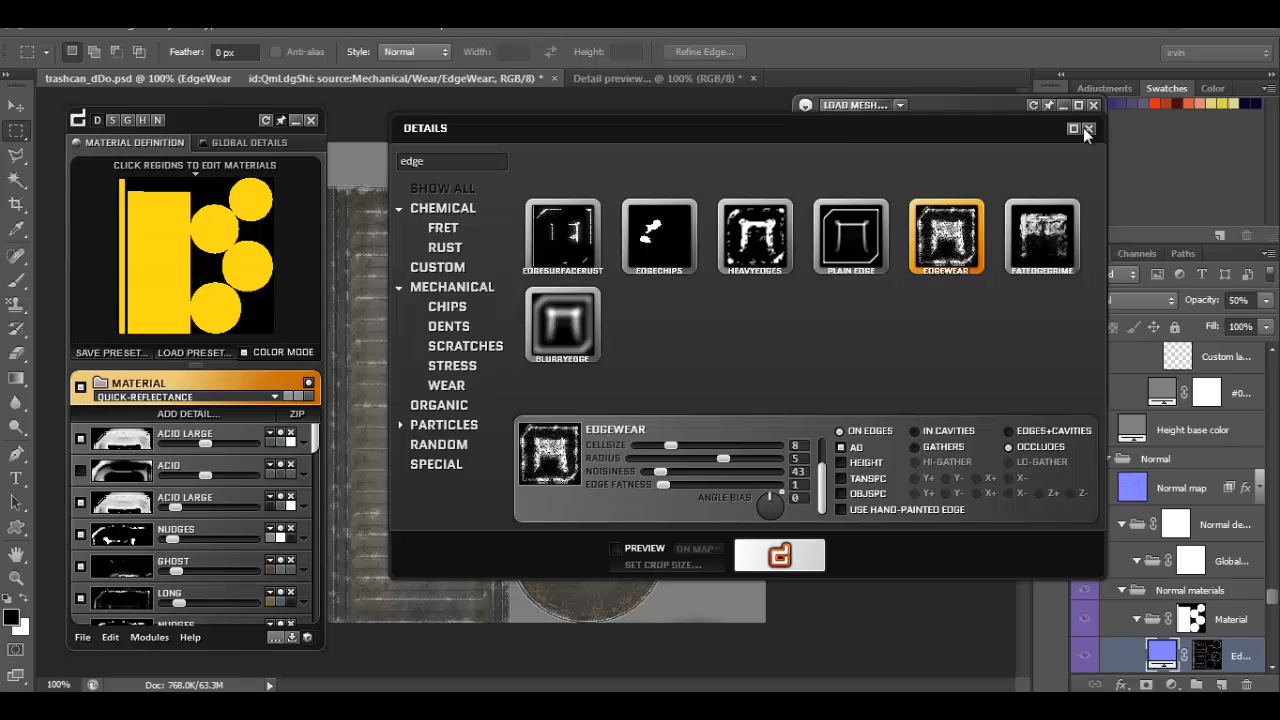 Feather: 0 px Anti-alias Style: Normal Width: Height: Refine Edge... irvin
trashcan_dDo.psd @ 100% (EdgeWear id:QmLdgShi: source:Mechanical/Wear/EdgeWear:, RGB/8) * × Detail preview... @ 100% (RGB/8) * ×
Adjustments Swatches Color
LOAD MESH...
D S G H N
MATERIAL DEFINITION GLOBAL DETAILS
CLICK REGIONS TO EDIT MATERIALS
SAVE PRESET... LOAD PRESET... COLOR MODE
MATERIAL
QUICK-REFLECTANCE
ADD DETAIL... ZIP
ACID LARGE
ACID
ACID LARGE
NUDGES
GHOST
LONG
File Edit Modules Help
DETAILS
edge
SHOW ALL
CHEMICAL
FRET
RUST
CUSTOM
MECHANICAL
CHIPS
DENTS
SCRATCHES
STRESS
WEAR
ORGANIC
PARTICLES
RANDOM
SPECIAL
EDGESURFACERUST EDGECHIPS HEAVYEDGES PLAIN EDGE EDGEWEAR FATEDGEGRIME
BLURRYEDGE
EDGEWEAR
CELLSIZE 8
RADIUS 5
NOISINESS 43
EDGE FATNESS 1
ANGLE BIAS 0
ON EDGES IN CAVITIES EDGES+CAVITIES
AO GATHERS OCCLUDES
HEIGHT HI-GATHER LO-GATHER
TANSPC Y+ Y- X+ X-
OBJSPC Y+ Y- X+ X- Z+ Z-
USE HAND-PAINTED EDGE
PREVIEW ON MAP
SET CROP SIZE...
Channels Paths
Opacity: 50%
Fill: 100%
Custom la...
#0...
Height base color
Normal
Normal map fx
Normal de...
Global...
Normal materials
Material
Ed...
100% Doc: 768.0K/63.3M